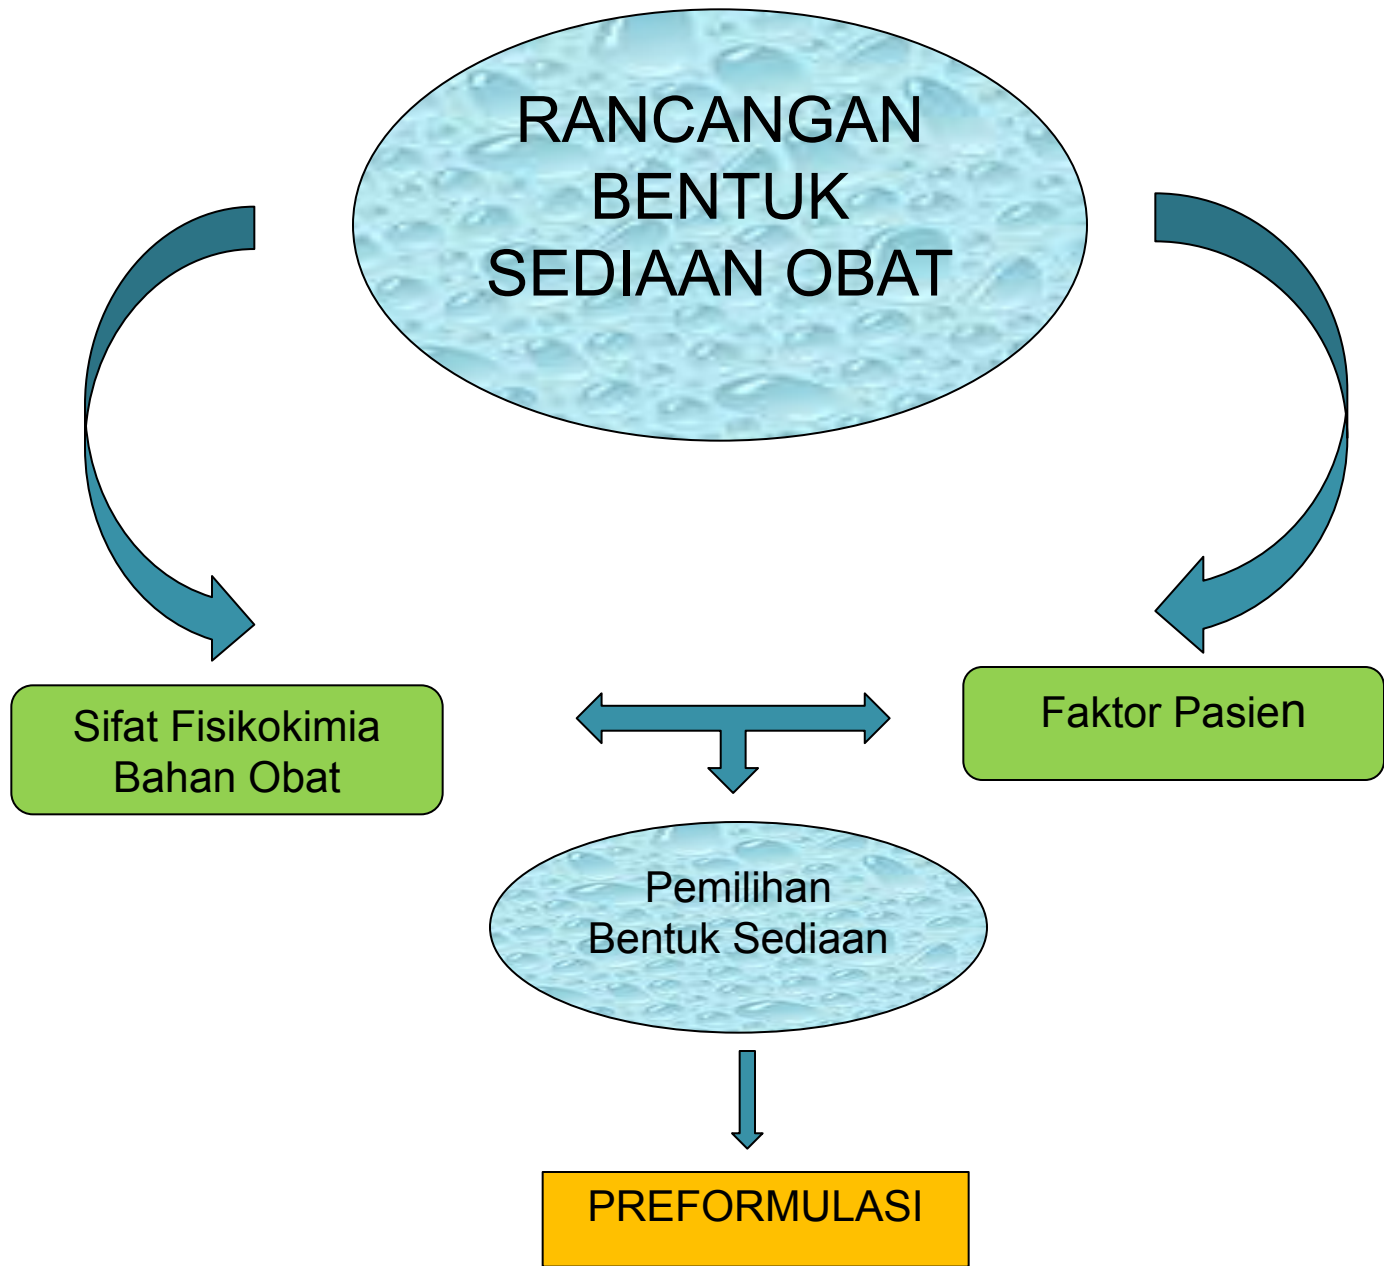 RANCANGAN
BENTUK
SEDIAAN OBAT
Sifat Fisikokimia
Bahan Obat
Faktor Pasien
Pemilihan
Bentuk Sediaan
PREFORMULASI